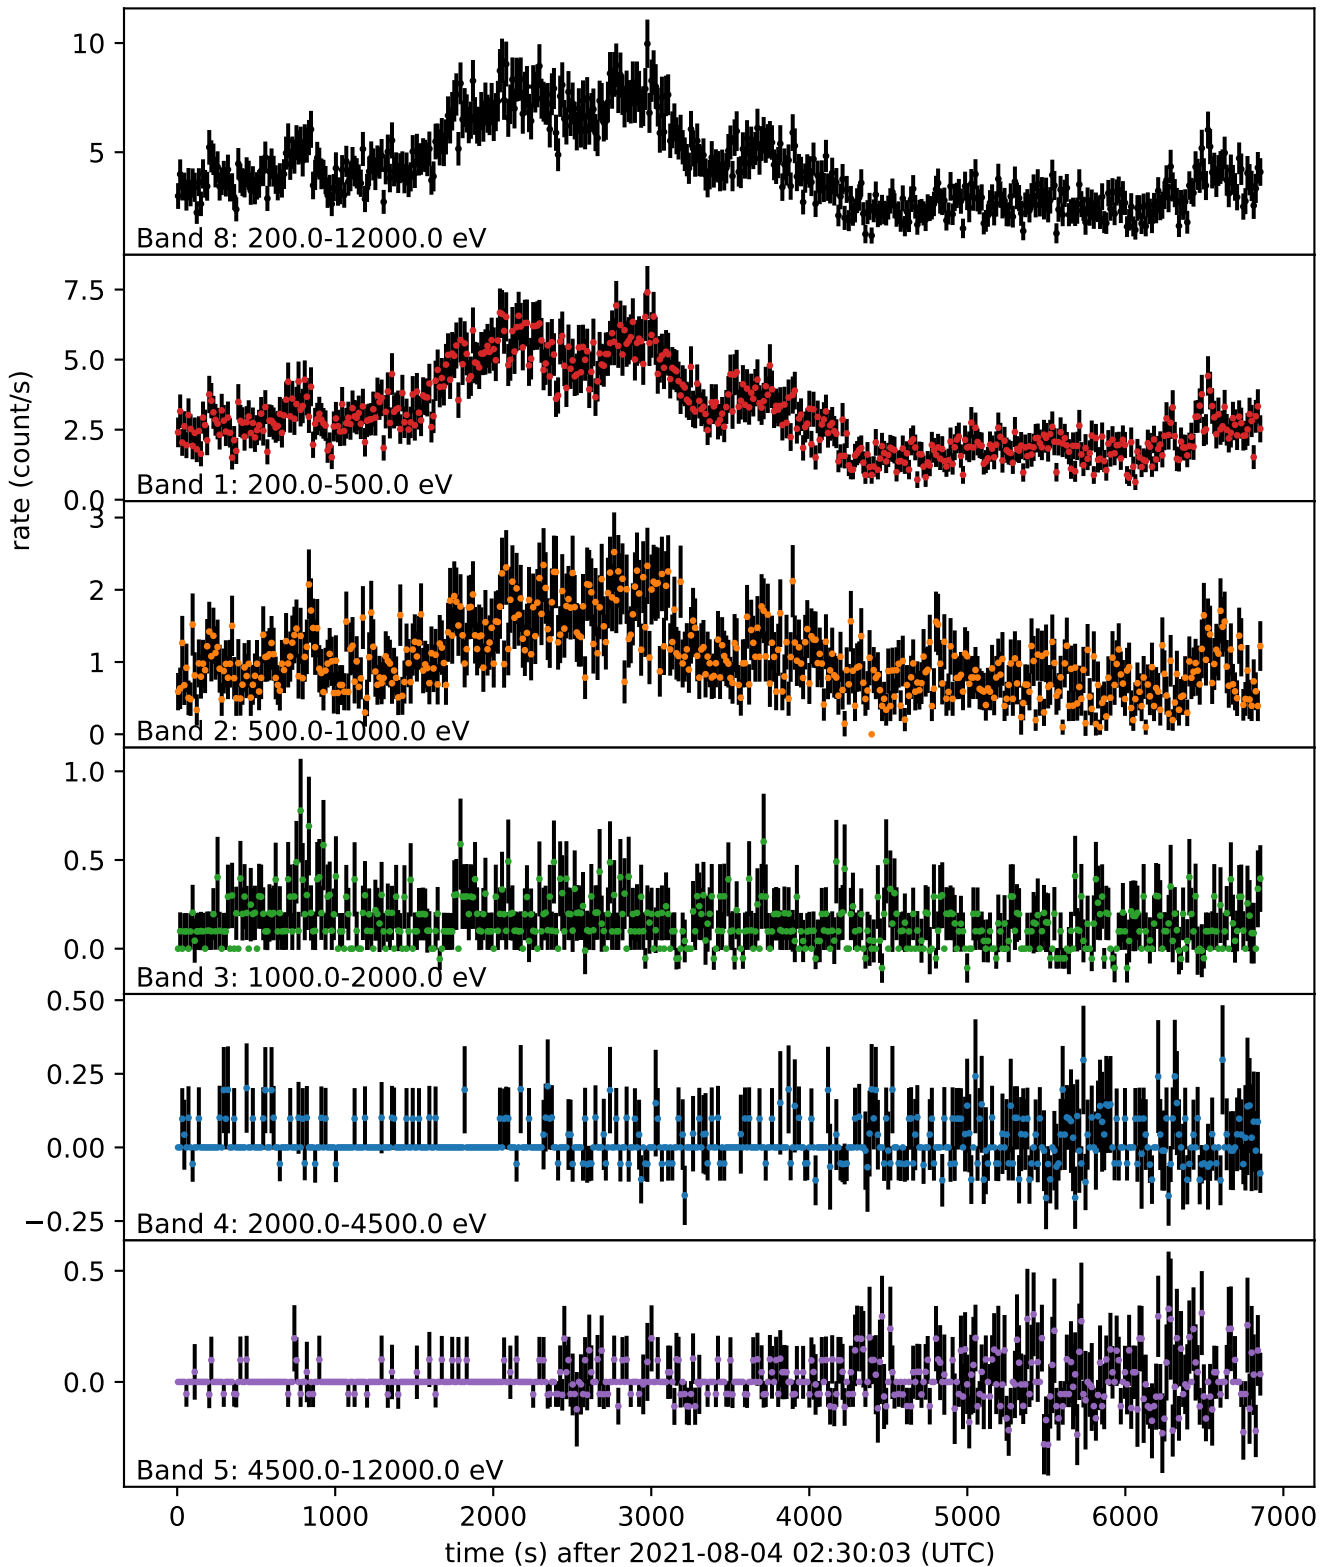 10
5
Band 8: 200.0-12000.0 eV
7.5
5.0
2.5
0.0
Band 1: 200.0-500.0 eV
rate (count/s)
3
2
1
0
Band 2: 500.0-1000.0 eV
1.0
0.5
0.0
Band 3: 1000.0-2000.0 eV
0.50
0.25
0.00
−0.25
Band 4: 2000.0-4500.0 eV
0.5
0.0
Band 5: 4500.0-12000.0 eV
0 1000 2000 3000 4000 5000 6000 7000
time (s) after 2021-08-04 02:30:03 (UTC)